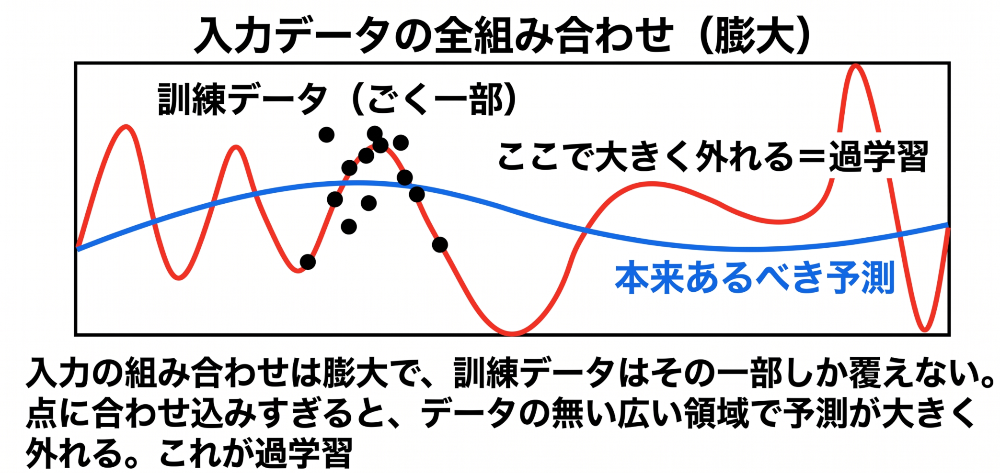 入力データの全組み合わせ（膨大）
訓練データ（ごく一部）
ここで大きく外れる＝過学習
本来あるべき予測
入力の組み合わせは膨大で、訓練データはその一部しか覆えない。
点に合わせ込みすぎると、データの無い広い領域で予測が大きく
外れる。これが過学習